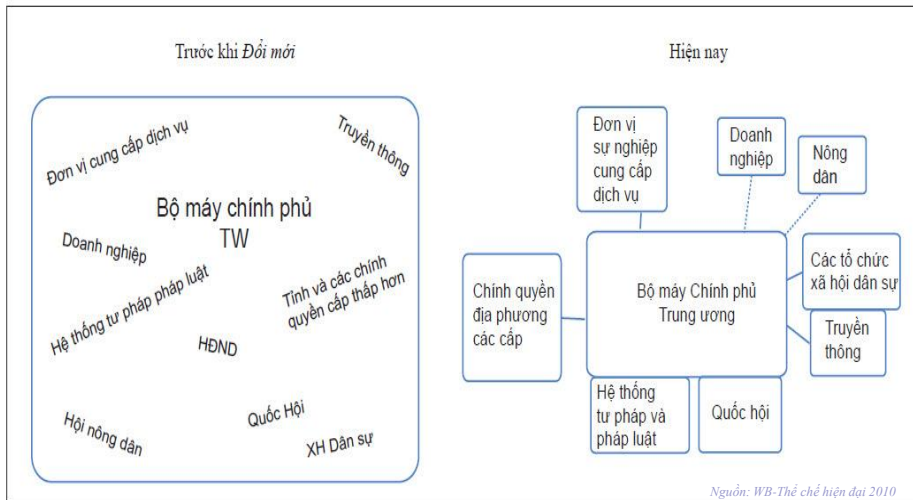 Trước khi Đổi mới
Hiện nay
Đơn vị cung cấp dịch vụ
Truyền thông
Bộ máy chính phủ
TW
Doanh nghiệp
Hệ thống tư pháp pháp luật
Tỉnh và các chính
quyền cấp thấp hơn
HĐND
Hội nông dân
Quốc Hội
XH Dân sự
Đơn vị
sự nghiệp
cung cấp
dịch vụ
Doanh
nghiệp
Nông
dân
Chính quyền
địa phương
các cấp
Bộ máy Chính phủ
Trung ương
Các tổ chức
xã hội dân sự
Truyền
thông
Hệ thống
tư pháp và
pháp luật
Quốc hội
Nguồn: WB-Thể chế hiện đại 2010